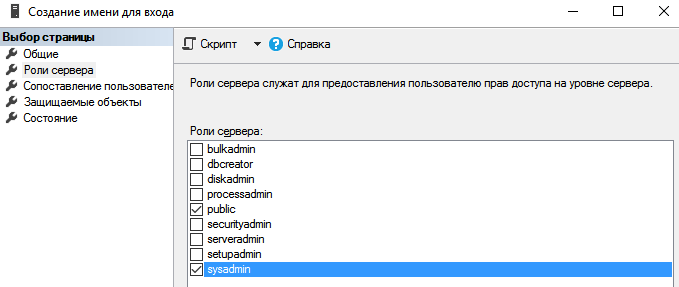 Создание имени для входа
Выбор страницы
Общие
Роли сервера
Сопоставление пользователе
Защищаемые объекты
Состояние
Скрипт
Справка
Роли сервера служат для предоставления пользователю прав доступа на уровне сервера.
Роли сервера:
bulkadmin
dbcreator
diskadmin
processadmin
public
securityadmin
serveradmin
setupadmin
sysadmin